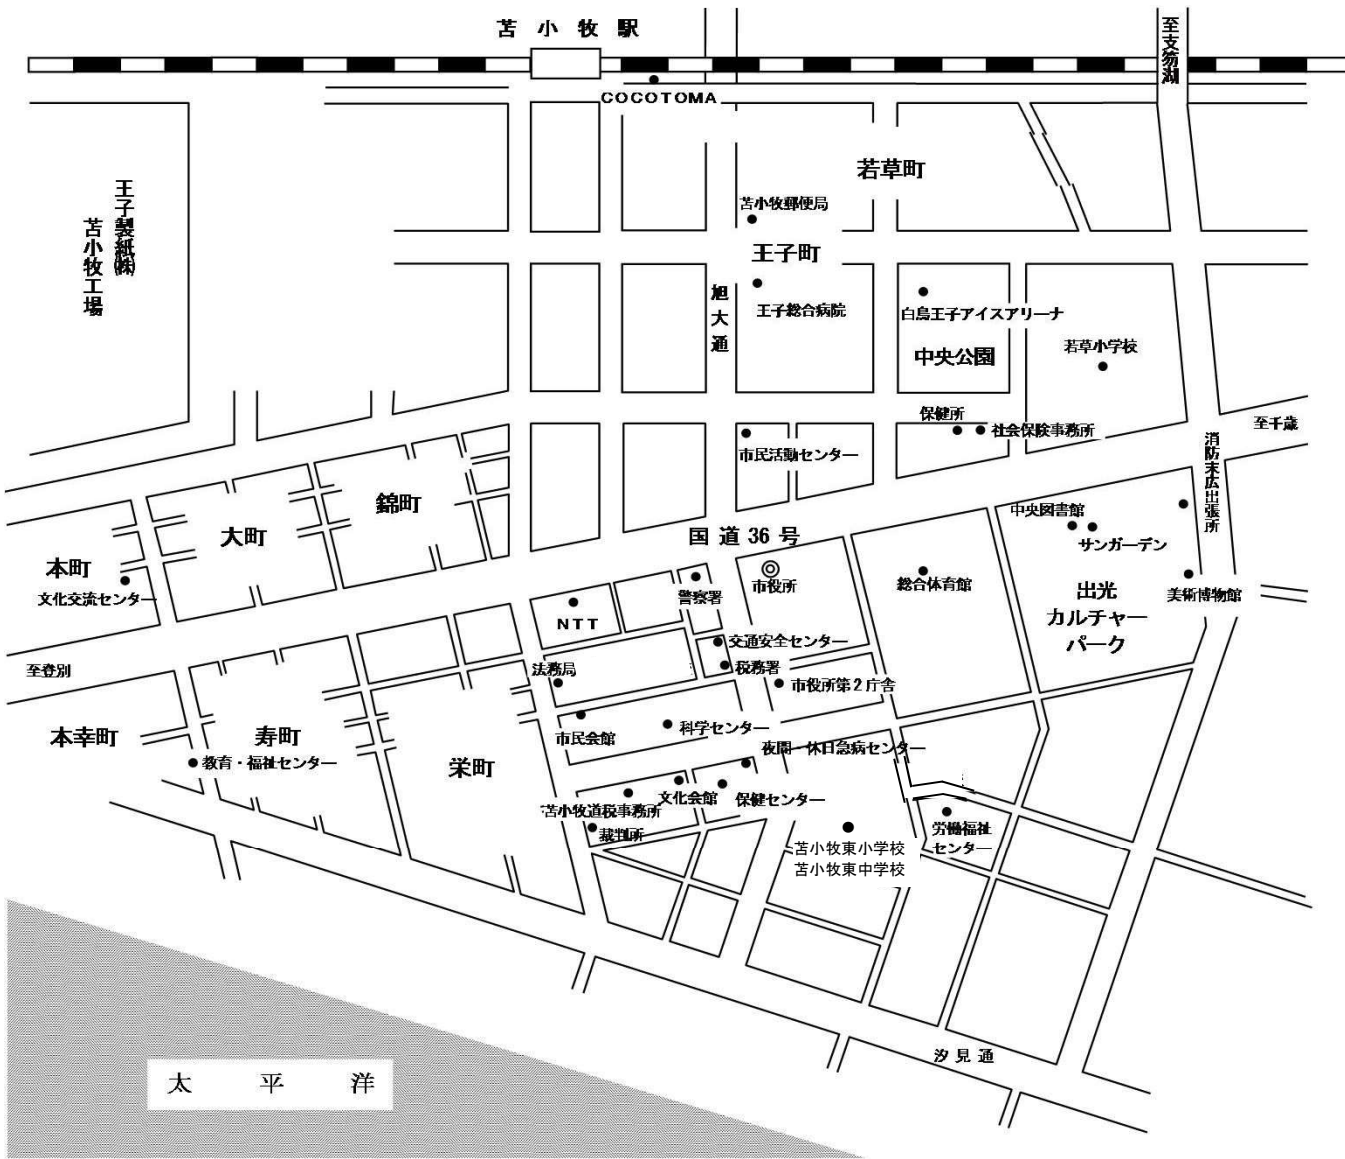 苫小牧駅
至支笏湖
COCOTOMA
若草町
王子製紙㈱
苫小牧工場
苫小牧郵便局
王子町
旭大通
王子総合病院
白鳥王子アイスアリーナ
中央公園
若草小学校
保健所
社会保険事務所
至千歳
市民活動センター
消防末広出張所
錦町
大町
国道36号
中央図書館
サンガーデン
本町
文化交流センター
警察署
市役所
総合体育館
出光
カルチャー
パーク
美術博物館
NTT
交通安全センター
税務署
至登別
法務局
市役所第2庁舎
本幸町
寿町
市民会館
科学センター
教育・福祉センター
栄町
夜間・休日急病センター
文化会館
保健センター
苫小牧道税事務所
裁判所
労働福祉
センター
苫小牧東小学校
苫小牧東中学校
汐見通
太平洋